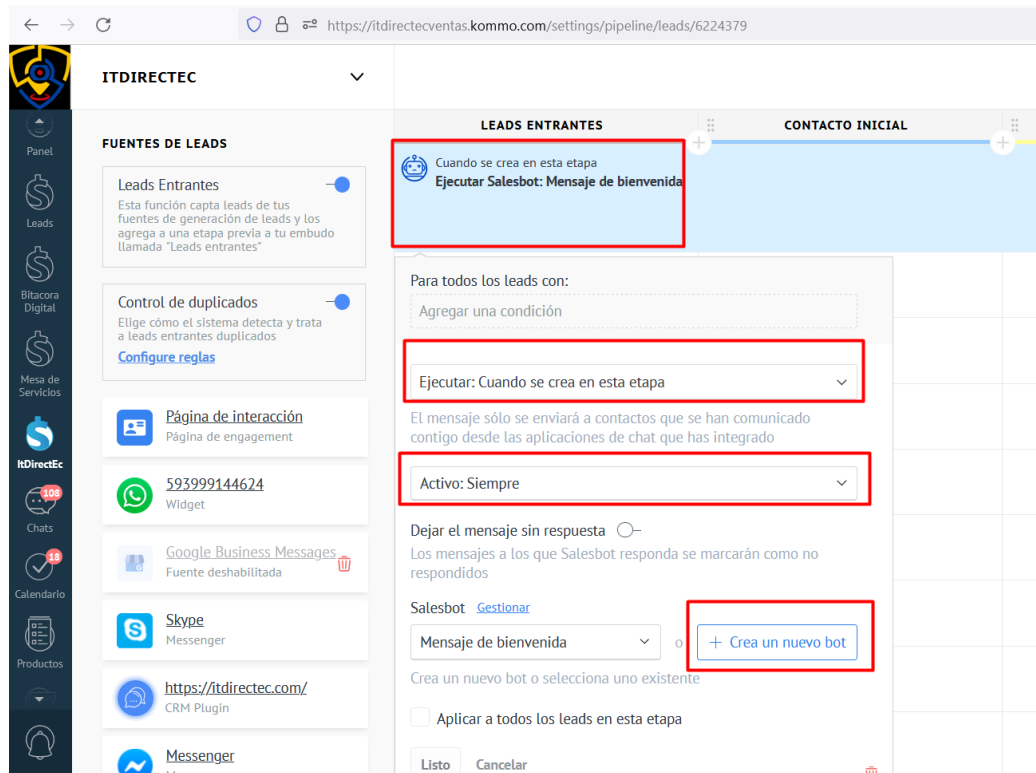 https://itdirectecventas.kommo.com/settings/pipeline/leads/6224379
ITDIRECTEC
Panel
Leads
Bitacora
Digital
Mesa de
Servicios
ItDirectEc
108
Chats
18
Calendario
Productos
FUENTES DE LEADS
Leads Entrantes
Esta función capta leads de tus
fuentes de generación de leads y los
agrega a una etapa previa a tu embudo
llamada "Leads entrantes"
Control de duplicados
Elige cómo el sistema detecta y trata
a leads entrantes duplicados
Configure reglas
Página de interacción
Página de engagement
593999144624
Widget
Google Business Messages
Fuente deshabilitada
Skype
Messenger
https://itdirectec.com/
CRM Plugin
Messenger
LEADS ENTRANTES
CONTACTO INICIAL
Cuando se crea en esta etapa
Ejecutar Salesbot: Mensaje de bienvenida
Para todos los leads con:
Agregar una condición
Ejecutar: Cuando se crea en esta etapa
El mensaje sólo se enviará a contactos que se han comunicado
contigo desde las aplicaciones de chat que has integrado
Activo: Siempre
Dejar el mensaje sin respuesta
Los mensajes a los que Salesbot responda se marcarán como no
respondidos
Salesbot Gestionar
Mensaje de bienvenida o + Crea un nuevo bot
Crea un nuevo bot o selecciona uno existente
Aplicar a todos los leads en esta etapa
Listo Cancelar